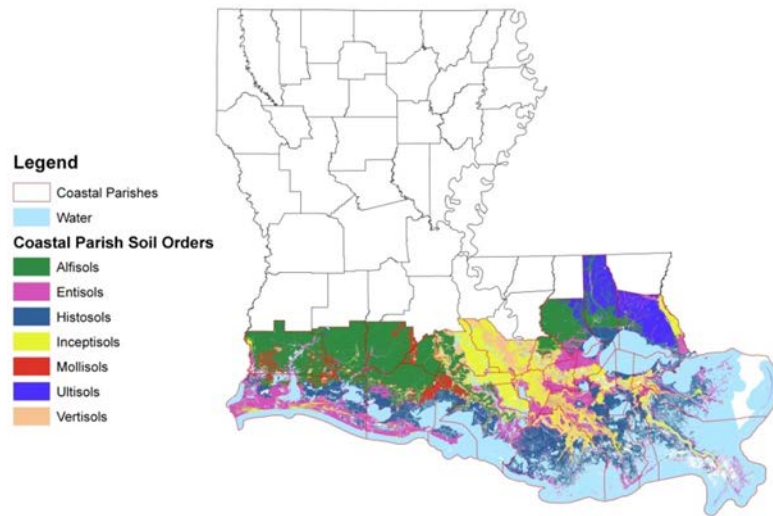 Legend
Coastal Parishes
Water
Coastal Parish Soil Orders
Alfisols
Entisols
Histosols
Inceptisols
Mollisols
Ultisols
Vertisols